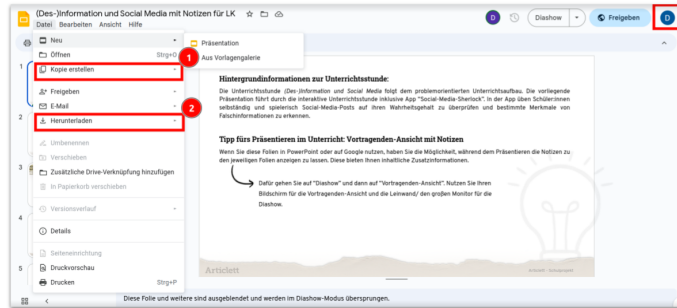 (Des-)Information und Social Media mit Notizen für LK
Datei Bearbeiten Ansicht Hilfe
D
Diashow
Freigeben
D
Neu
Präsentation
Öffnen Strg+O
Aus Vorlagengalerie
1
Kopie erstellen
Freigeben
E-Mail
2
Herunterladen
Umbenennen
Verschieben
Zusätzliche Drive-Verknüpfung hinzufügen
In Papierkorb verschieben
Versionsverlauf
Details
Seiteneinrichtung
Druckvorschau
Drucken Strg+P
1
2
3
4
5
Hintergrundinformationen zur Unterrichtsstunde:
Die Unterrichtsstunde (Des-)Information und Social Media folgt dem problemorientierten Unterrichtsaufbau. Die vorliegende
Präsentation führt durch die interaktive Unterrichtsstunde inklusive App "Social-Media-Sherlock". In der App üben Schüler:innen
selbständig und spielerisch Social-Media-Posts auf ihren Wahrheitsgehalt zu überprüfen und bestimmte Merkmale von
Falschinformationen zu erkennen.
Tipp fürs Präsentieren im Unterricht: Vortragenden-Ansicht mit Notizen
Wenn Sie diese Folien in PowerPoint oder auf Google nutzen, haben Sie die Möglichkeit, während dem Präsentieren die Notizen zu
den jeweiligen Folien anzeigen zu lassen. Diese bieten Ihnen inhaltliche Zusatzinformationen.
Dafür gehen Sie auf "Diashow" und dann auf "Vortragenden-Ansicht". Nutzen Sie Ihren
Bildschirm für die Vortragenden-Ansicht und die Leinwand/ den großen Monitor für die
Diashow.
Articlett
Diese Folie und weitere sind ausgeblendet und werden im Diashow-Modus übersprungen.